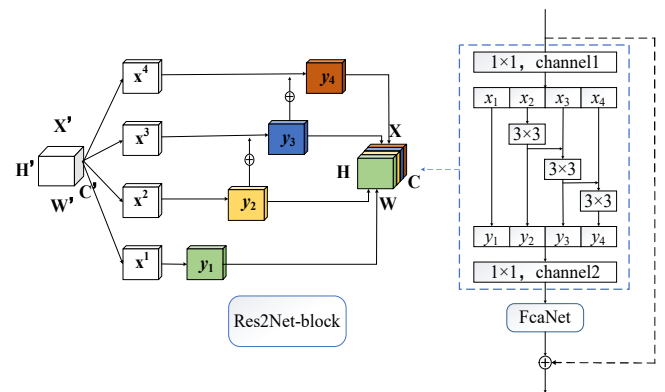 x⁴
y₄
X'
x³
y₃
X
H'
H
C
W'
C'
x²
y₂
W
x¹
y₁
Res2Net-block
1×1, channel1
x₁ x₂ x₃ x₄
3×3
3×3
3×3
y₁ y₂ y₃ y₄
1×1, channel2
FcaNet